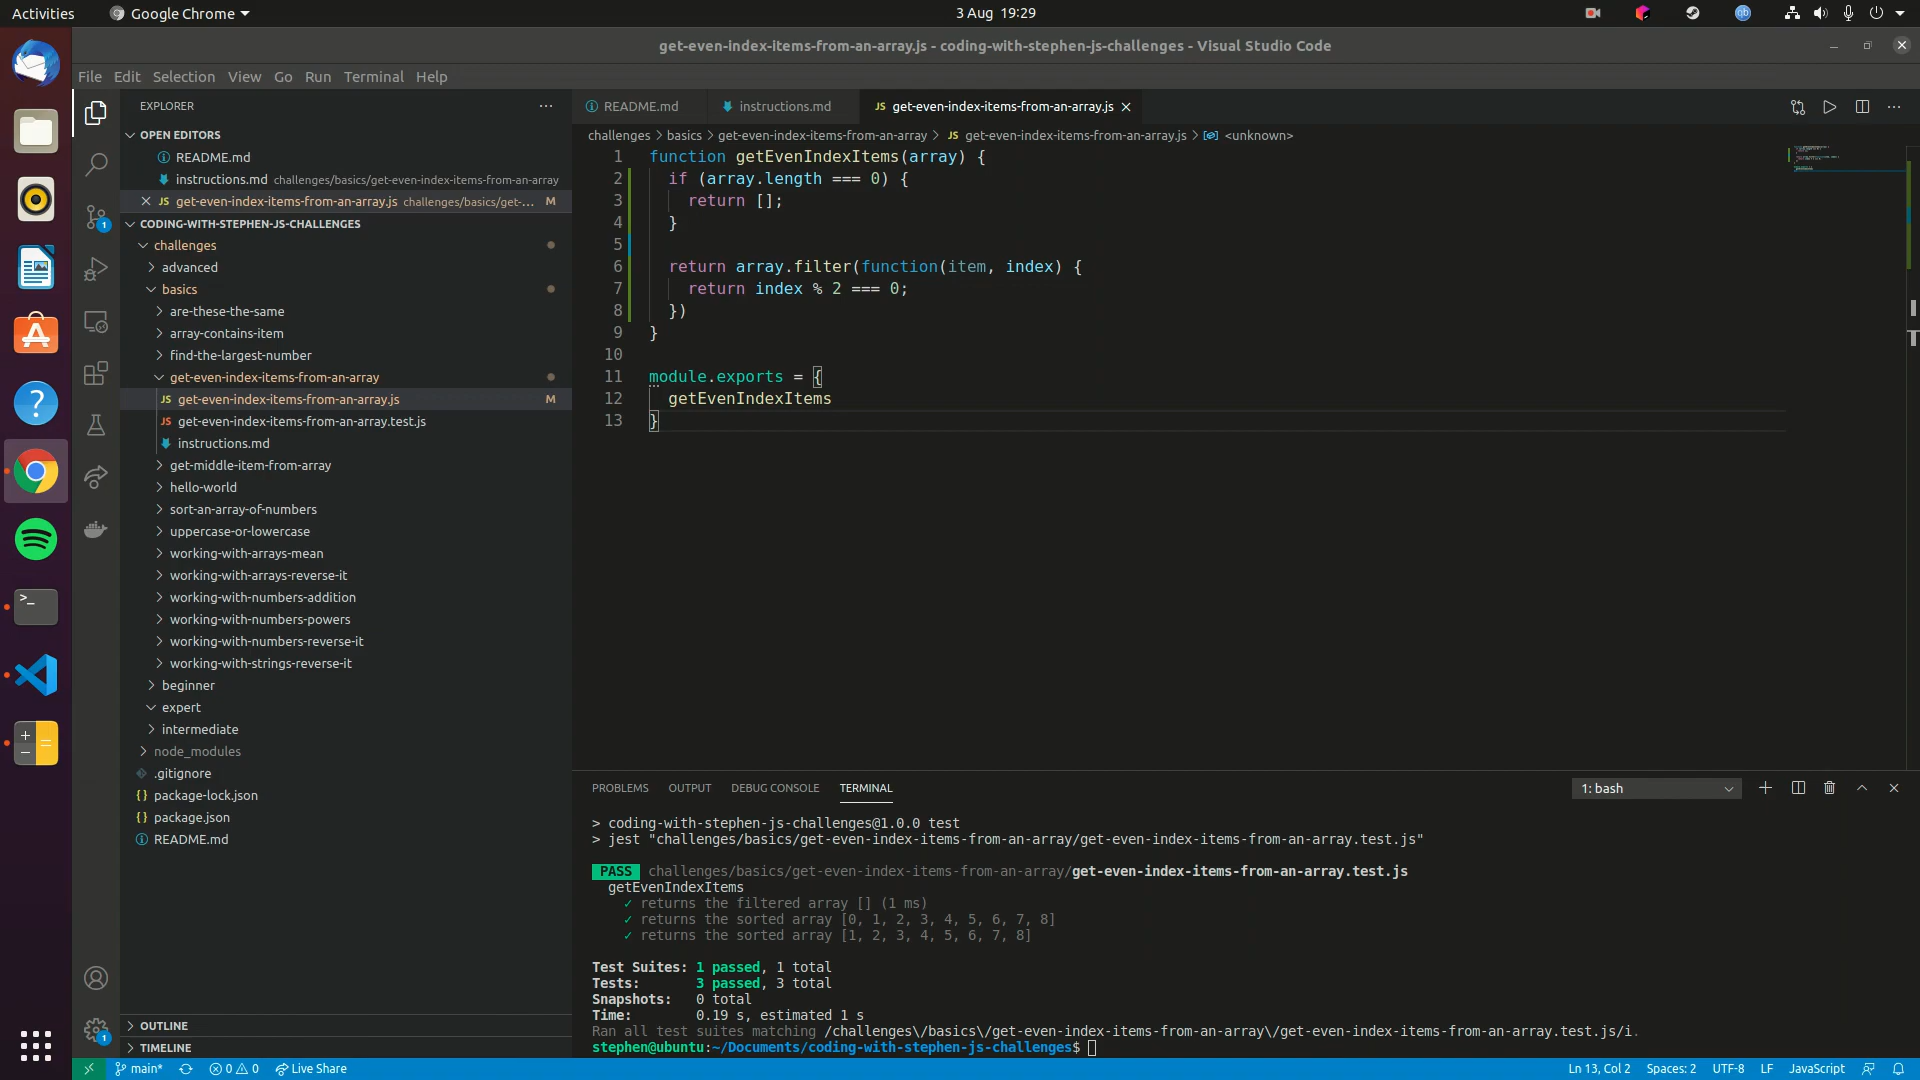 Activities
Google Chrome
3 Aug 19:29
get-even-index-items-from-an-array.js - coding-with-stephen-js-challenges - Visual Studio Code
File Edit Selection View Go Run Terminal Help
EXPLORER
OPEN EDITORS
README.md
instructions.md challenges/basics/get-even-index-items-from-an-array
JS get-even-index-items-from-an-array.js challenges/basics/get-... M
CODING-WITH-STEPHEN-JS-CHALLENGES
challenges
advanced
basics
are-these-the-same
array-contains-item
find-the-largest-number
get-even-index-items-from-an-array
JS get-even-index-items-from-an-array.js M
JS get-even-index-items-from-an-array.test.js
instructions.md
get-middle-item-from-array
hello-world
sort-an-array-of-numbers
uppercase-or-lowercase
working-with-arrays-mean
working-with-arrays-reverse-it
working-with-numbers-addition
working-with-numbers-powers
working-with-numbers-reverse-it
working-with-strings-reverse-it
beginner
expert
intermediate
node_modules
.gitignore
{} package-lock.json
{} package.json
README.md
OUTLINE
TIMELINE
README.md
instructions.md
JS get-even-index-items-from-an-array.js
challenges > basics > get-even-index-items-from-an-array > JS get-even-index-items-from-an-array.js > <unknown>
1 function getEvenIndexItems(array) {
2 if (array.length === 0) {
3 return [];
4 }
5
6 return array.filter(function(item, index) {
7 return index % 2 === 0;
8 })
9 }
10
11 module.exports = {
12 getEvenIndexItems
13 }
PROBLEMS OUTPUT DEBUG CONSOLE TERMINAL
1: bash
> coding-with-stephen-js-challenges@1.0.0 test
> jest "challenges/basics/get-even-index-items-from-an-array/get-even-index-items-from-an-array.test.js"
PASS challenges/basics/get-even-index-items-from-an-array/get-even-index-items-from-an-array.test.js
getEvenIndexItems
✓ returns the filtered array [] (1 ms)
✓ returns the sorted array [0, 1, 2, 3, 4, 5, 6, 7, 8]
✓ returns the sorted array [1, 2, 3, 4, 5, 6, 7, 8]
Test Suites: 1 passed, 1 total
Tests: 3 passed, 3 total
Snapshots: 0 total
Time: 0.19 s, estimated 1 s
Ran all test suites matching /challenges\/basics\/get-even-index-items-from-an-array\/get-even-index-items-from-an-array.test.js/i.
stephen@ubuntu:~/Documents/coding-with-stephen-js-challenges$
main* 0 0 Live Share
Ln 13, Col 2 Spaces: 2 UTF-8 LF JavaScript